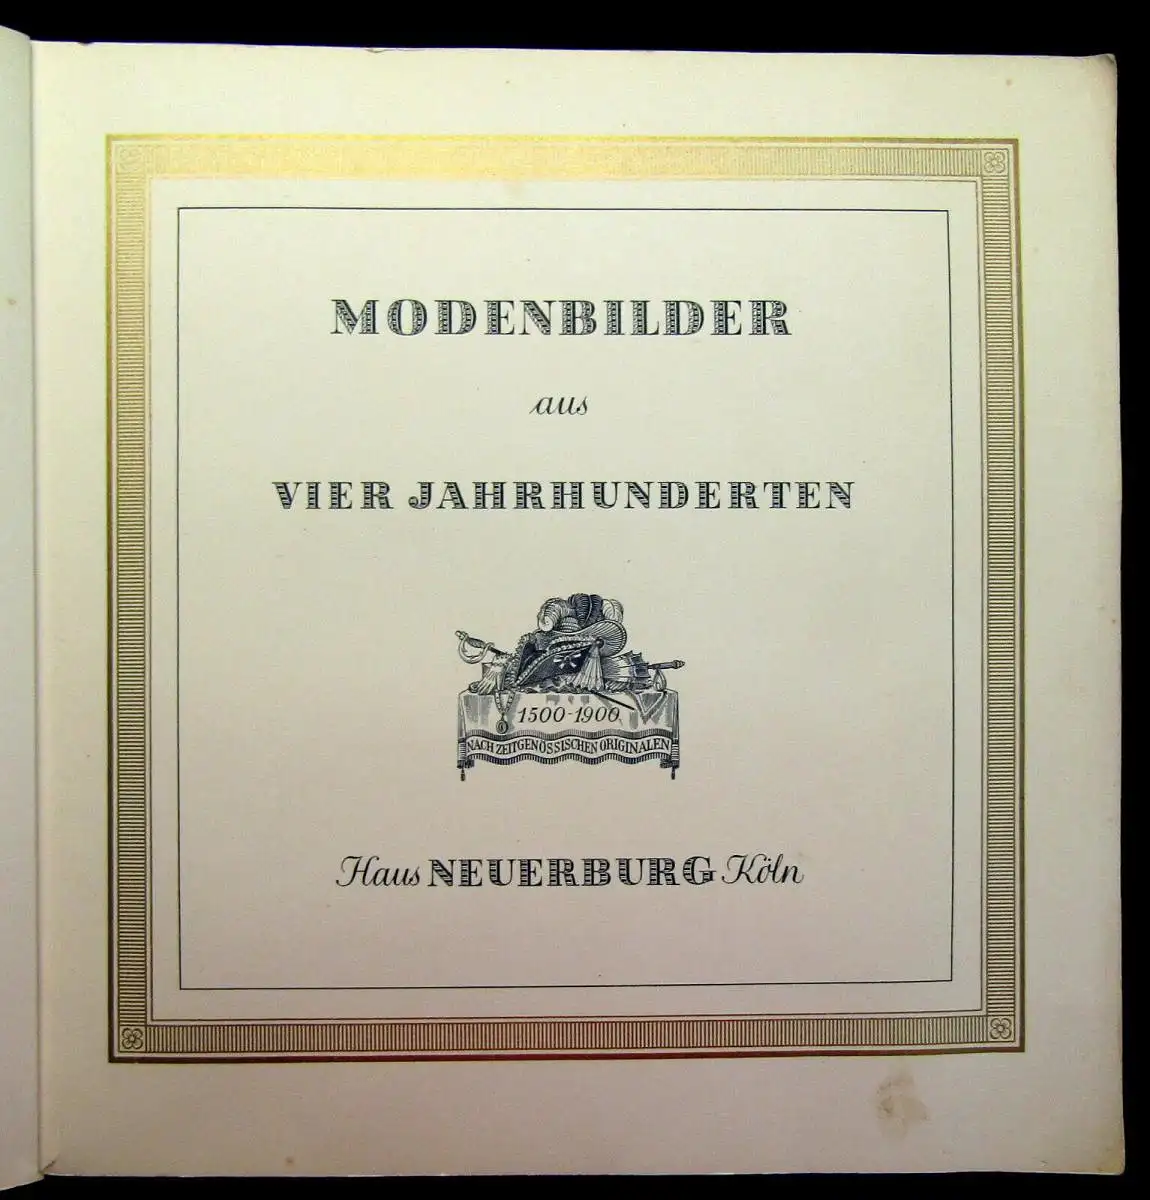 MODENBILDER
aus
VIER JAHRHUNDERTEN
1500-1900
NACH ZEITGENÖSSISCHEN ORIGINALEN
Haus NEUERBURG Köln